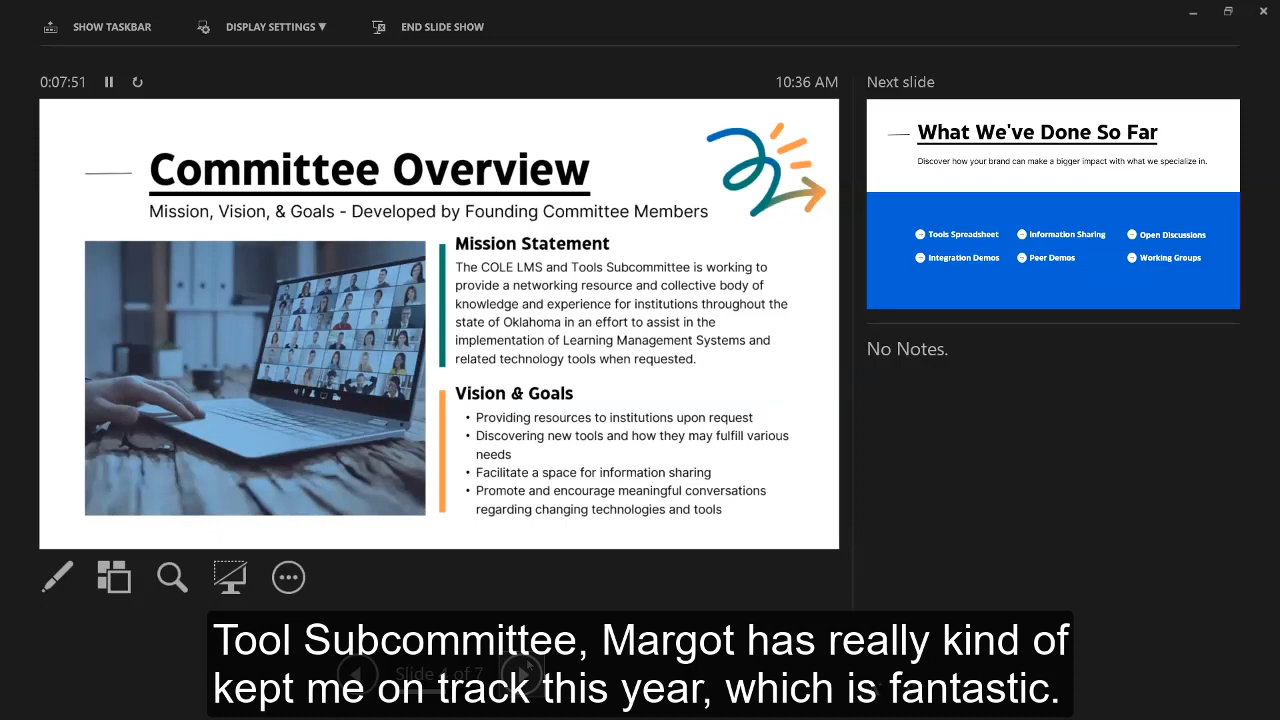 SHOW TASKBAR
DISPLAY SETTINGS ▼
END SLIDE SHOW
0:07:51
10:36 AM
Committee Overview
Mission, Vision, & Goals - Developed by Founding Committee Members
Mission Statement
The COLE LMS and Tools Subcommittee is working to
provide a networking resource and collective body of
knowledge and experience for institutions throughout the
state of Oklahoma in an effort to assist in the
implementation of Learning Management Systems and
related technology tools when requested.
Vision & Goals
• Providing resources to institutions upon request
• Discovering new tools and how they may fulfill various
needs
• Facilitate a space for information sharing
• Promote and encourage meaningful conversations
regarding changing technologies and tools
Next slide
What We've Done So Far
Discover how your brand can make a bigger impact with what we specialize in.
Tools Spreadsheet
Information Sharing
Open Discussions
Integration Demos
Peer Demos
Working Groups
No Notes.
Tool Subcommittee, Margot has really kind of
Slide 4 of 7
kept me on track this year, which is fantastic.